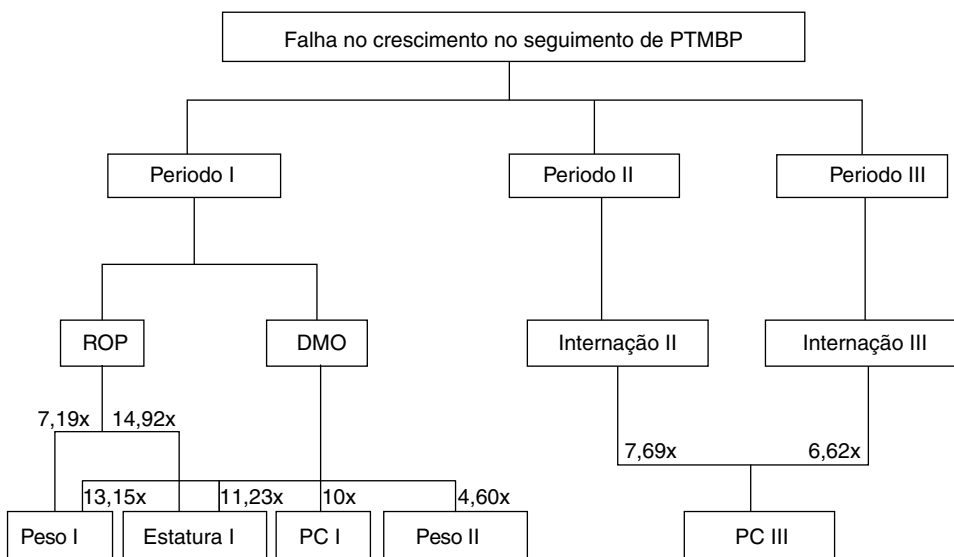 Falha no crescimento no seguimento de PTMBP
Periodo I
Periodo II
Periodo III
ROP
DMO
Internação II
Internação III
7,19x
14,92x
7,69x
6,62x
13,15x
11,23x
10x
4,60x
Peso I
Estatura I
PC I
Peso II
PC III